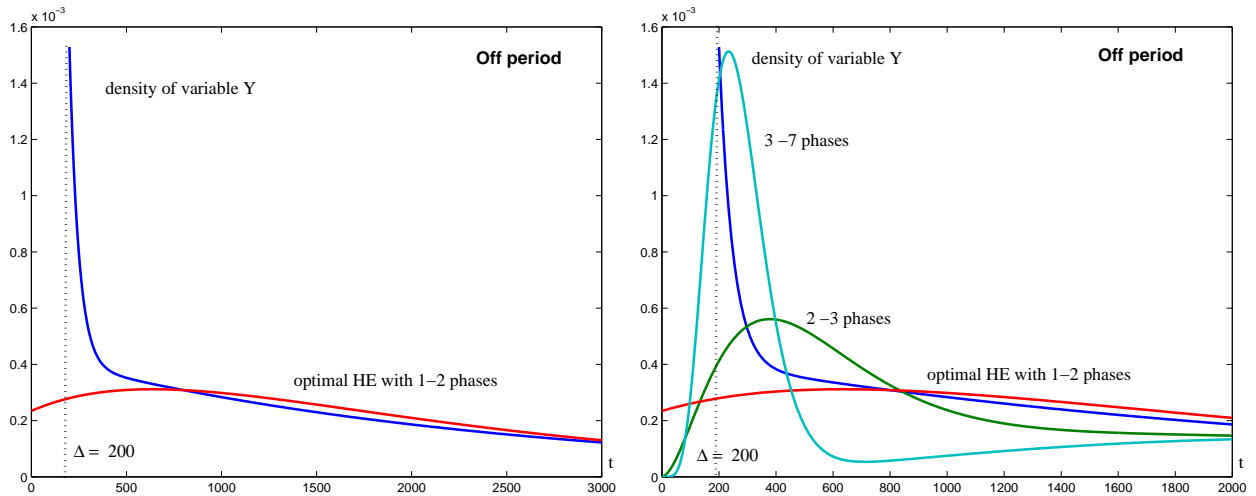 x 10⁻³
1.6
1.4
1.2
1
0.8
0.6
0.4
0.2
0
0 500 1000 1500 2000 2500 3000
Off period
density of variable Y
optimal HE with 1–2 phases
Δ = 200
t
x 10⁻³
1.6
1.4
1.2
1
0.8
0.6
0.4
0.2
0
0 200 400 600 800 1000 1200 1400 1600 1800 2000
density of variable Y
Off period
3 –7 phases
2 –3 phases
optimal HE with 1–2 phases
Δ = 200
t